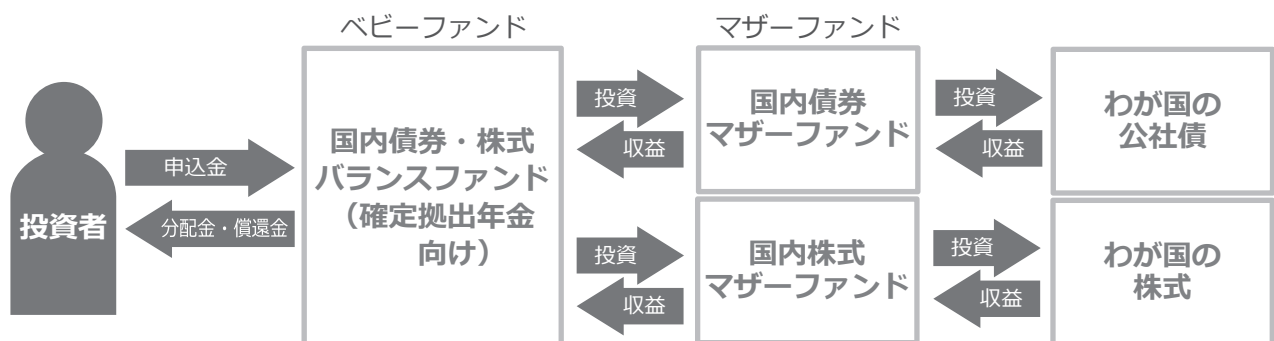 ベビーファンド
マザーファンド
投資者
申込金
分配金・償還金
国内債券・株式
バランスファンド
（確定拠出年金
向け）
投資
収益
国内債券
マザーファンド
投資
収益
わが国の
公社債
投資
収益
国内株式
マザーファンド
投資
収益
わが国の
株式